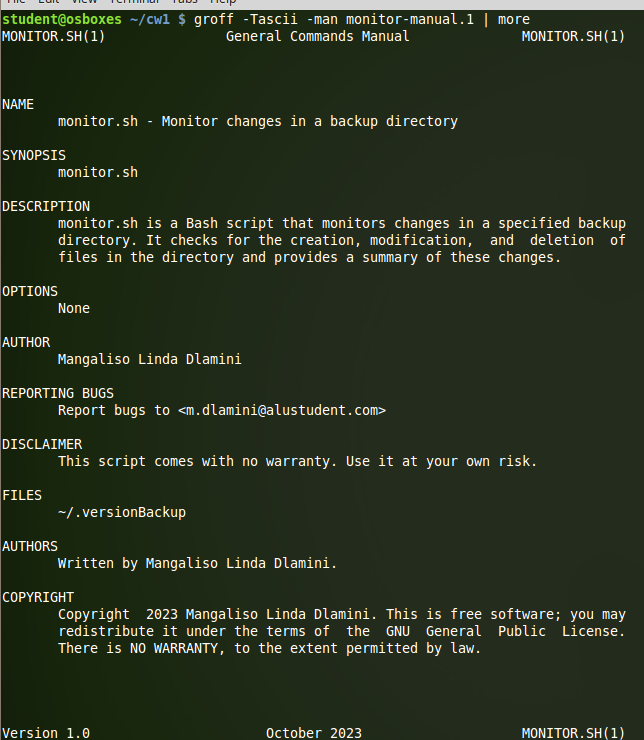 File Edit View Terminal Tabs Help
student@osboxes ~/cw1 $ groff -Tascii -man monitor-manual.1 | more
MONITOR.SH(1) General Commands Manual MONITOR.SH(1)
NAME
monitor.sh - Monitor changes in a backup directory
SYNOPSIS
monitor.sh
DESCRIPTION
monitor.sh is a Bash script that monitors changes in a specified backup
directory. It checks for the creation, modification, and deletion of
files in the directory and provides a summary of these changes.
OPTIONS
None
AUTHOR
Mangaliso Linda Dlamini
REPORTING BUGS
Report bugs to <m.dlamini@alustudent.com>
DISCLAIMER
This script comes with no warranty. Use it at your own risk.
FILES
~/.versionBackup
AUTHORS
Written by Mangaliso Linda Dlamini.
COPYRIGHT
Copyright 2023 Mangaliso Linda Dlamini. This is free software; you may
redistribute it under the terms of the GNU General Public License.
There is NO WARRANTY, to the extent permitted by law.
Version 1.0 October 2023 MONITOR.SH(1)